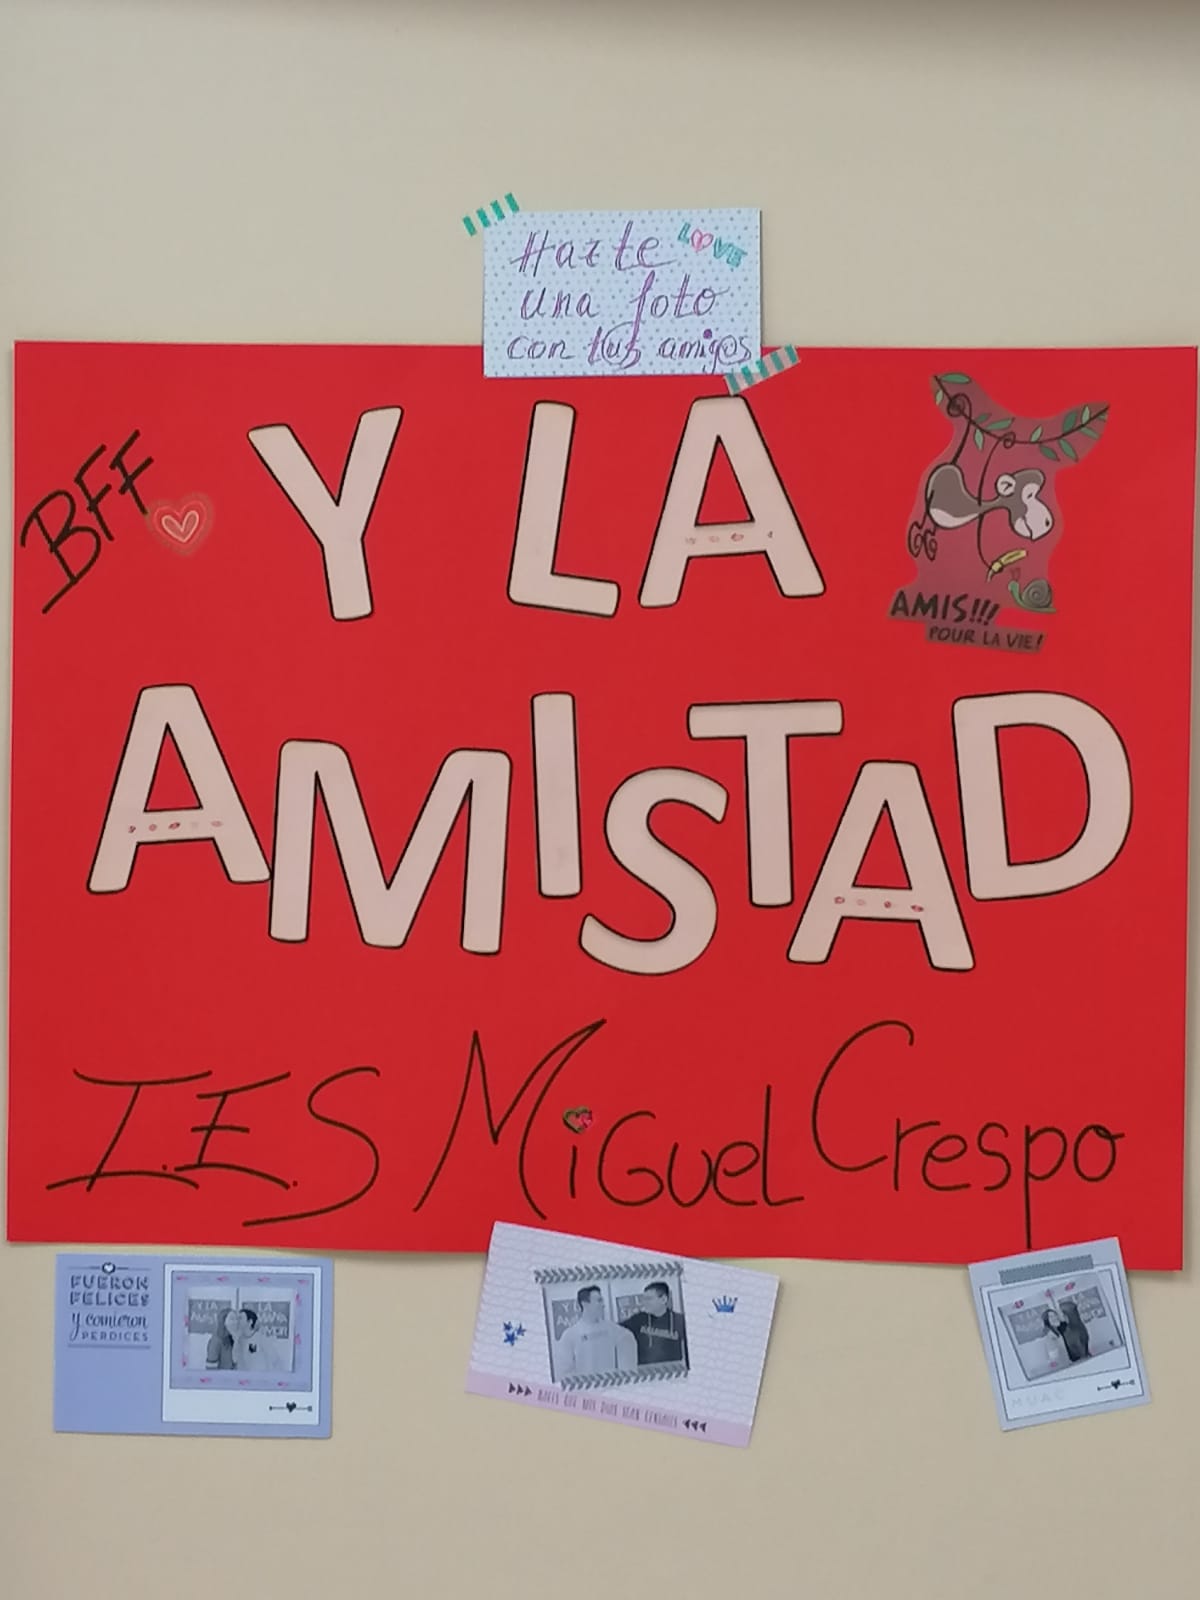 Hazte LOVE
una foto
con tus amig@s
BFF
Y LA
AMIS!!!
POUR LA VIE!
AMISTAD
I.E.S MiGuel Crespo
FUERON
FELICES
y comieron
PERDICES
MUAC